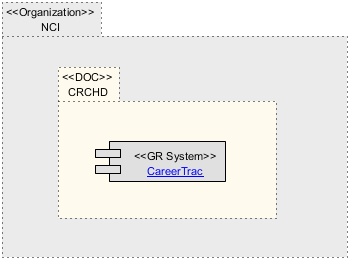 <<Organization>>
NCI
<<DOC>>
CRCHD
<<GR System>>
CareerTrac